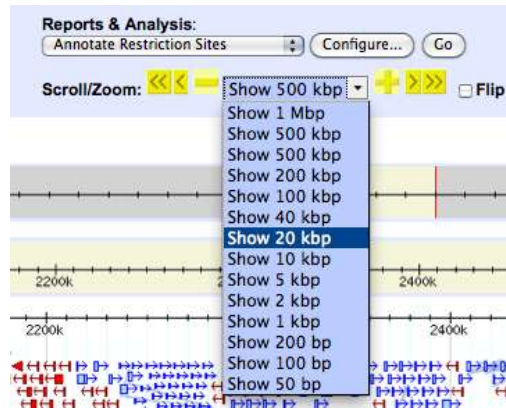 Reports & Analysis:
Annotate Restriction Sites Configure... Go
Scroll/Zoom: Show 500 kbp Flip
Show 1 Mbp
Show 500 kbp
Show 500 kbp
Show 200 kbp
Show 100 kbp
Show 40 kbp
Show 20 kbp
Show 10 kbp
Show 5 kbp
Show 2 kbp
Show 1 kbp
Show 200 bp
Show 100 bp
Show 50 bp
2200k 2400k
2200k 2400k